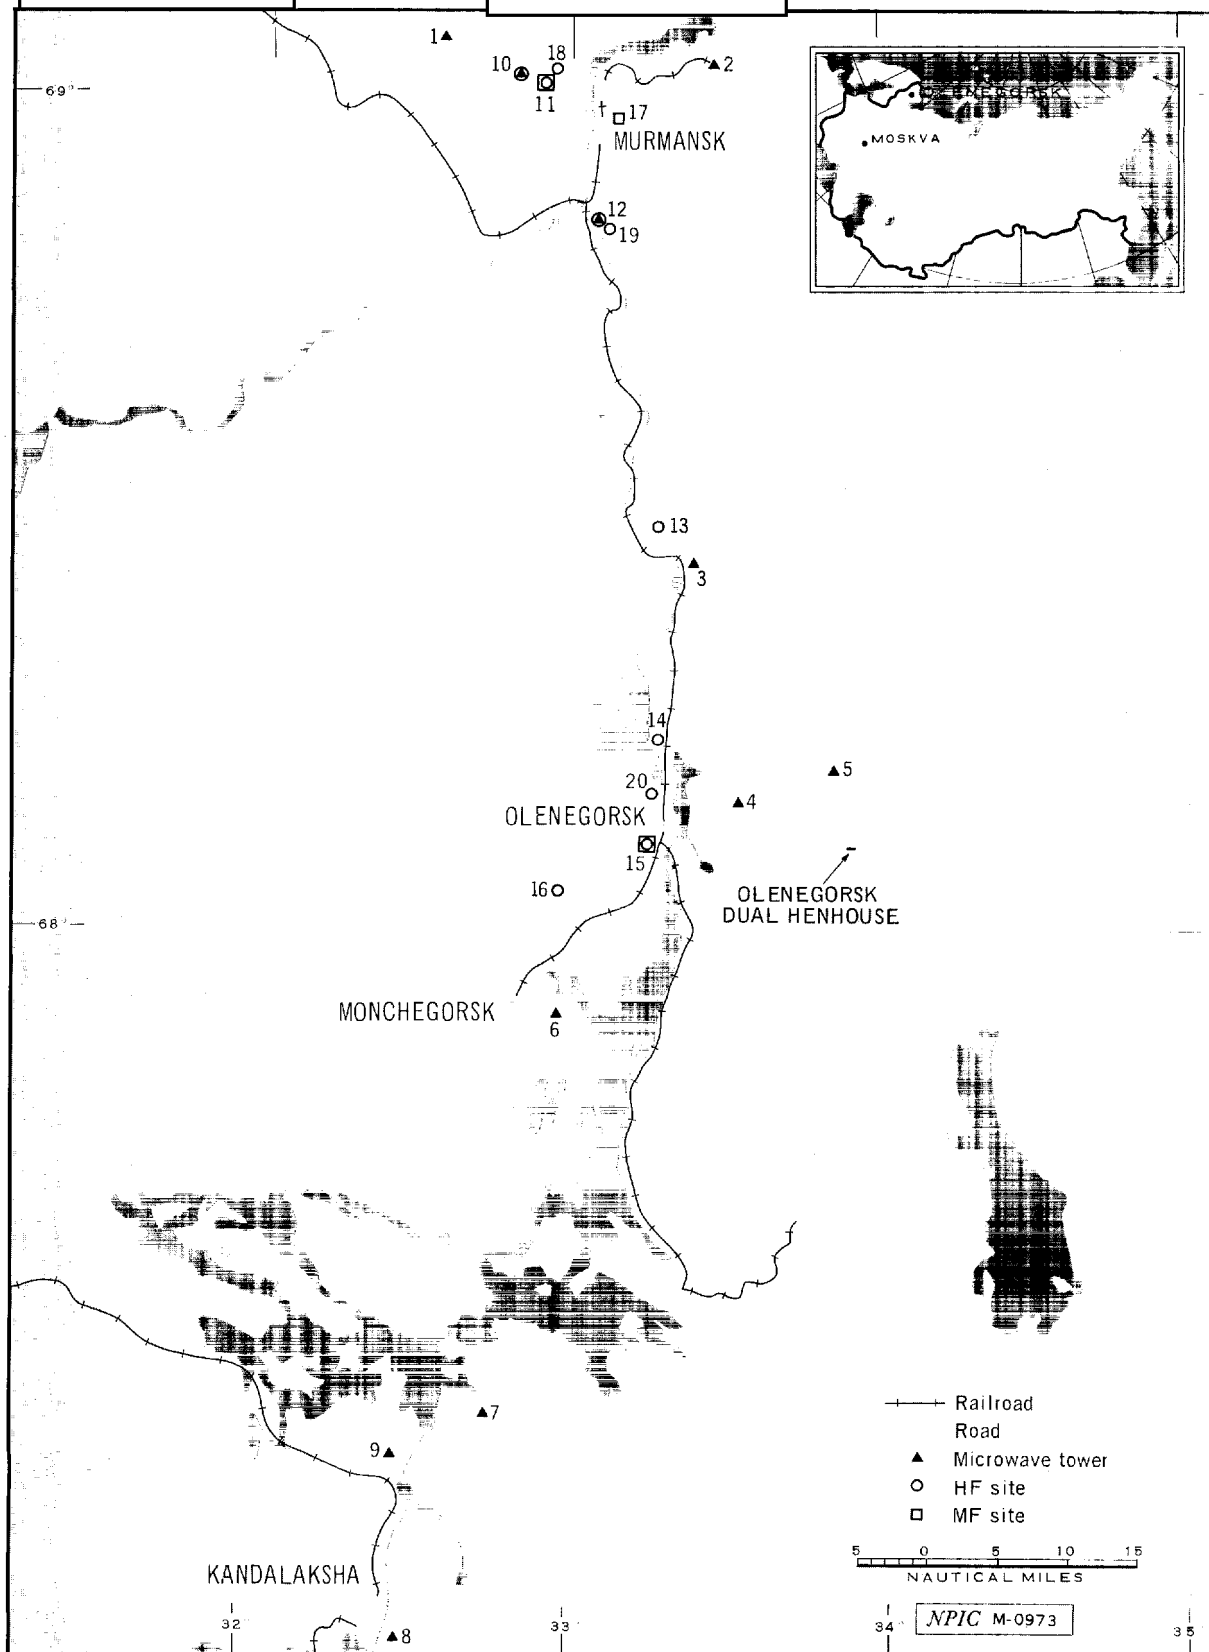 1
10
18
11
2
69°
17
MURMANSK
OLENEGORSK
MOSKVA
12
19
13
3
14
5
20
4
OLENEGORSK
15
16
OLENEGORSK
DUAL HENHOUSE
68°
MONCHEGORSK
6
7
9
Railroad
Road
Microwave tower
HF site
MF site
5 0 5 10 15
NAUTICAL MILES
KANDALAKSHA
NPIC M-0973
32
33
34
35
8